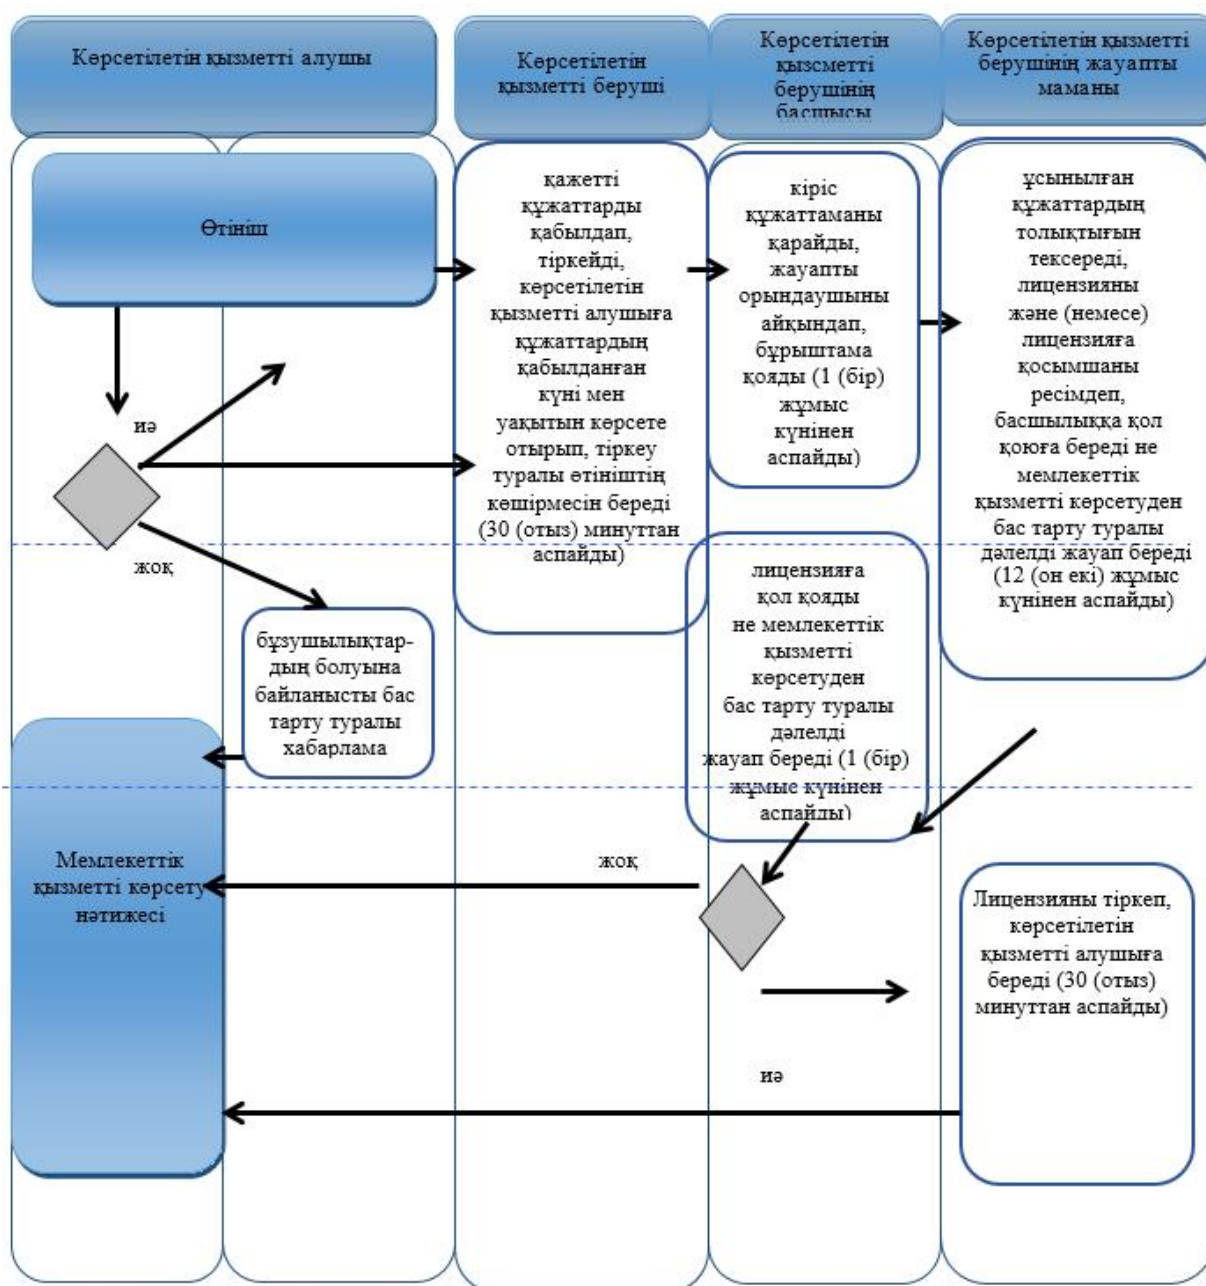 Көрсетілетін қызметті алушы
Көрсетілетін
қызметті беруші
Көрсетілетін
қызсметті
берушінің
басшысы
Көрсетілетін қызметті
берушінің жауапты
маманы
Өтініш
қажетті
құжаттарды
қабылдап,
тіркейді,
көрсетілетін
қызметті алушыға
құжаттардың
қабылданған
күні мен
уақытын көрсете
отырып, тіркеу
туралы өтініштің
көшірмесін береді
(30 (отыз) минуттан
аспайды)
кіріс
құжаттаманы
қарайды,
жауапты
орындаушыны
айқындап,
бұрыштама
қояды (1 (бір)
жұмыс
күнінен
аспайды)
ұсынылған
құжаттардың
толықтығын
тексереді,
лицензияны
және (немесе)
лицензияға
қосымшаны
ресімдеп,
басшылыққа қол
қоюға береді не
мемлекеттік
қызметті көрсетуден
бас тарту туралы
дәлелді жауап береді
(12 (он екі) жұмыс
күнінен аспайды)
иә
жоқ
бұзушылықтар-
дың болуына
байланысты бас
тарту туралы
хабарлама
лицензияға
қол қояды
не мемлекеттік
қызметті
көрсетуден
бас тарту туралы
дәлелді
жауап береді (1 (бір)
жұмыс күнінен
аспайды)
Мемлекеттік
қызметті көрсету
нәтижесі
жоқ
Лицензияны тіркеп,
көрсетілетін
қызметті алушыға
береді (30 (отыз)
минуттан аспайды)
иә